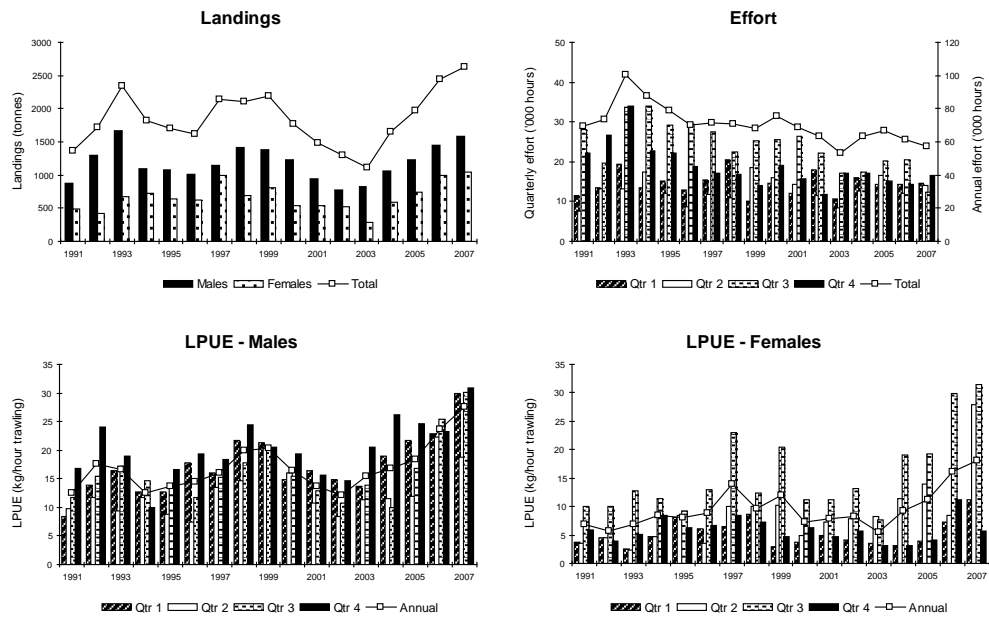 Landings
Landings (tonnes)
3000
2500
2000
1500
1000
500
0
1991 1993 1995 1997 1999 2001 2003 2005 2007
Males Females Total
Effort
Quarterly effort ('000 hours)
50
40
30
20
10
0
120
100
80
60
40
20
0
Annual effort ('000 hours)
1991 1993 1995 1997 1999 2001 2003 2005 2007
Qtr 1 Qtr 2 Qtr 3 Qtr 4 Total
LPUE - Males
LPUE (kg/hour trawling)
35
30
25
20
15
10
5
0
1991 1993 1995 1997 1999 2001 2003 2005 2007
Qtr 1 Qtr 2 Qtr 3 Qtr 4 Annual
LPUE - Females
LPUE (kg/hour trawling)
35
30
25
20
15
10
5
0
1991 1993 1995 1997 1999 2001 2003 2005 2007
Qtr 1 Qtr 2 Qtr 3 Qtr 4 Annual